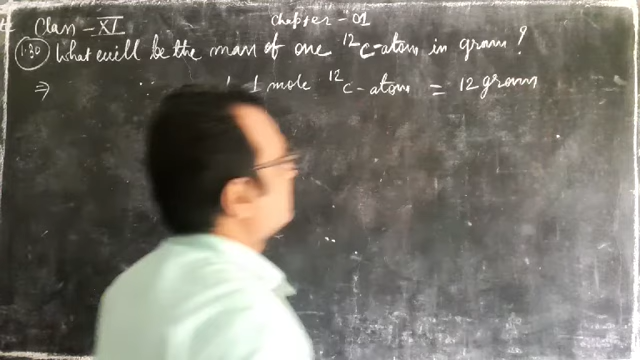 Class - XI Chapter - 01
1.30 What will be the mass of one ¹²C-atom in gram?
⇒ ∵ 1 mole ¹²C-atom = 12 gram